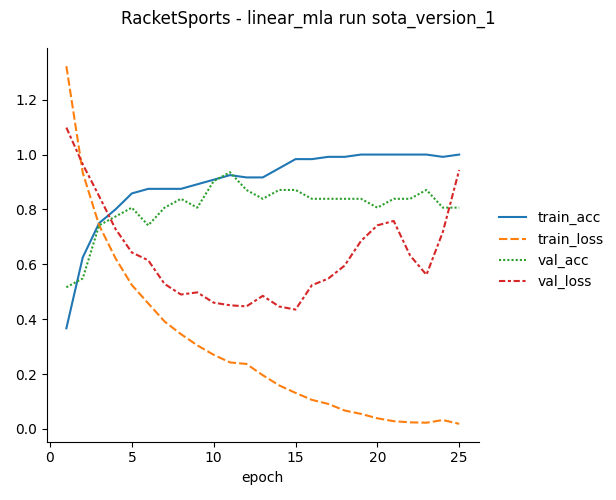 RacketSports - linear_mla run sota_version_1
1.2
1.0
0.8
0.6
0.4
0.2
0.0
0 5 10 15 20 25
epoch
train_acc
train_loss
val_acc
val_loss